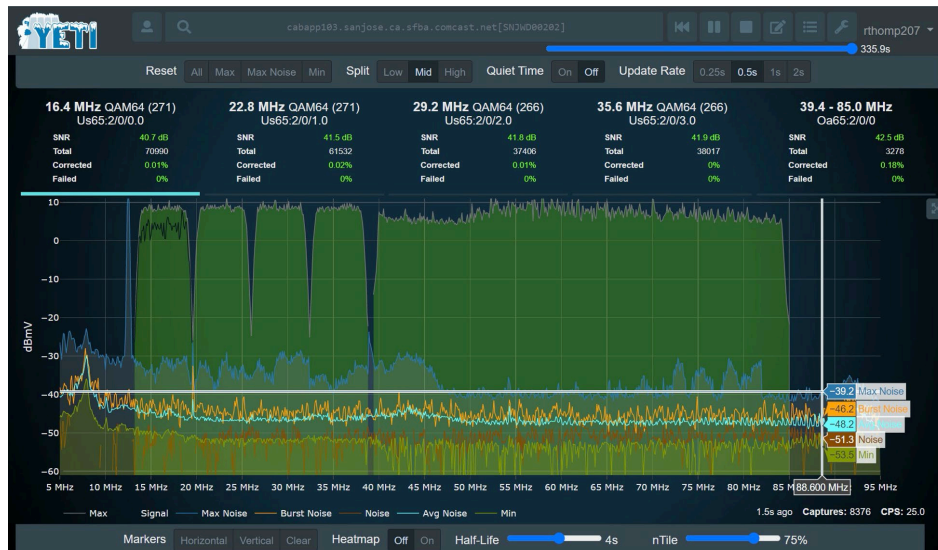 YETI
cabapp103.sanjose.ca.sfba.comcast.net[SNJWD00202]
rthomp207
335.9s
Reset All Max Max Noise Min Split Low Mid High Quiet Time On Off Update Rate 0.25s 0.5s 1s 2s
16.4 MHz QAM64 (271) 22.8 MHz QAM64 (271) 29.2 MHz QAM64 (266) 35.6 MHz QAM64 (266) 39.4 - 85.0 MHz
Us65:2/0/0.0 Us65:2/0/1.0 Us65:2/0/2.0 Us65:2/0/3.0 Oa65:2/0/0
SNR 40.7 dB SNR 41.5 dB SNR 41.8 dB SNR 41.9 dB SNR 42.5 dB
Total 70990 Total 61532 Total 37406 Total 38017 Total 3278
Corrected 0.01% Corrected 0.02% Corrected 0.01% Corrected 0% Corrected 0.18%
Failed 0% Failed 0% Failed 0% Failed 0% Failed 0%
10
0
−10
−20
dBmV
−30
−39.2 Max Noise
−40
−46.2 Burst Noise
−48.2
−50
−51.3 Noise
−53.5 Min
−60
5 MHz 10 MHz 15 MHz 20 MHz 25 MHz 30 MHz 35 MHz 40 MHz 45 MHz 50 MHz 55 MHz 60 MHz 65 MHz 70 MHz 75 MHz 80 MHz 85 M 88.600 MHz 95 MHz
Max Signal Max Noise Burst Noise Noise Avg Noise Min
1.5s ago Captures: 8376 CPS: 25.0
Markers Horizontal Vertical Clear Heatmap Off On Half-Life 4s nTile 75%